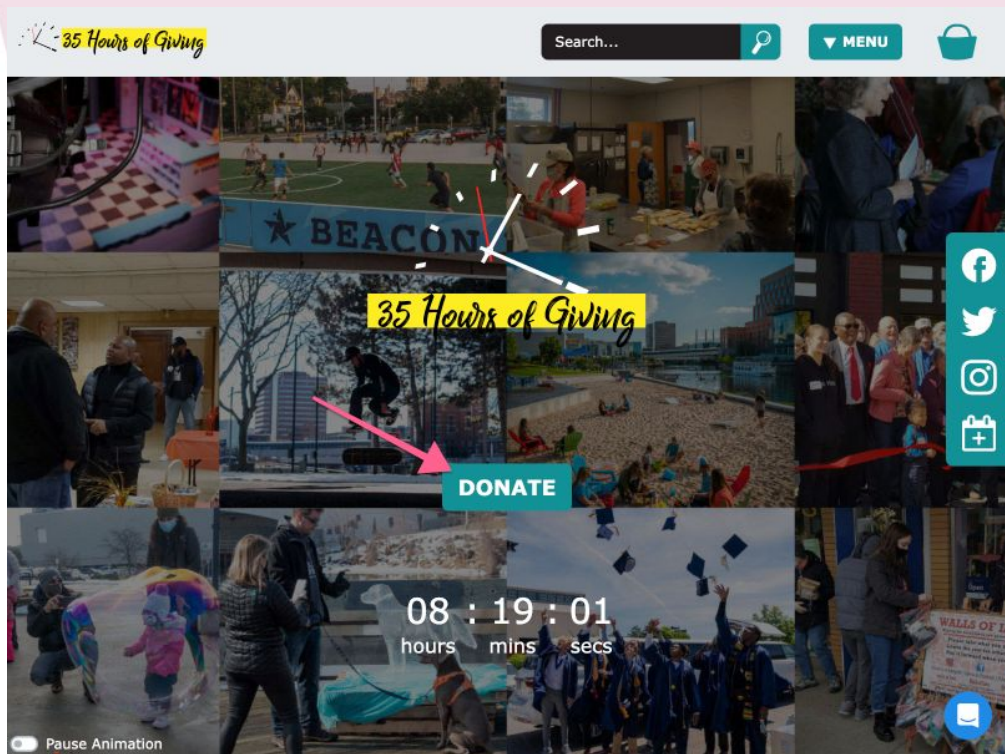 35 Hours of Giving
Search...
▼ MENU
BEACON
35 Hours of Giving
DONATE
08 : 19 : 01
hours mins secs
WALLS OF
Open
Pause Animation